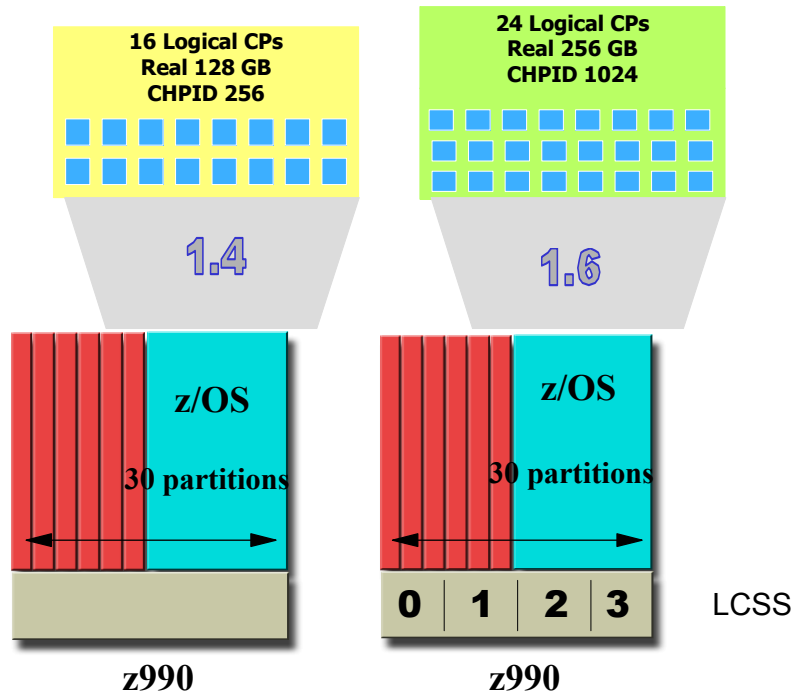 16 Logical CPs
Real 128 GB
CHPID 256
1.4
z/OS
30 partitions
z990
24 Logical CPs
Real 256 GB
CHPID 1024
1.6
z/OS
30 partitions
0 1 2 3
LCSS
z990